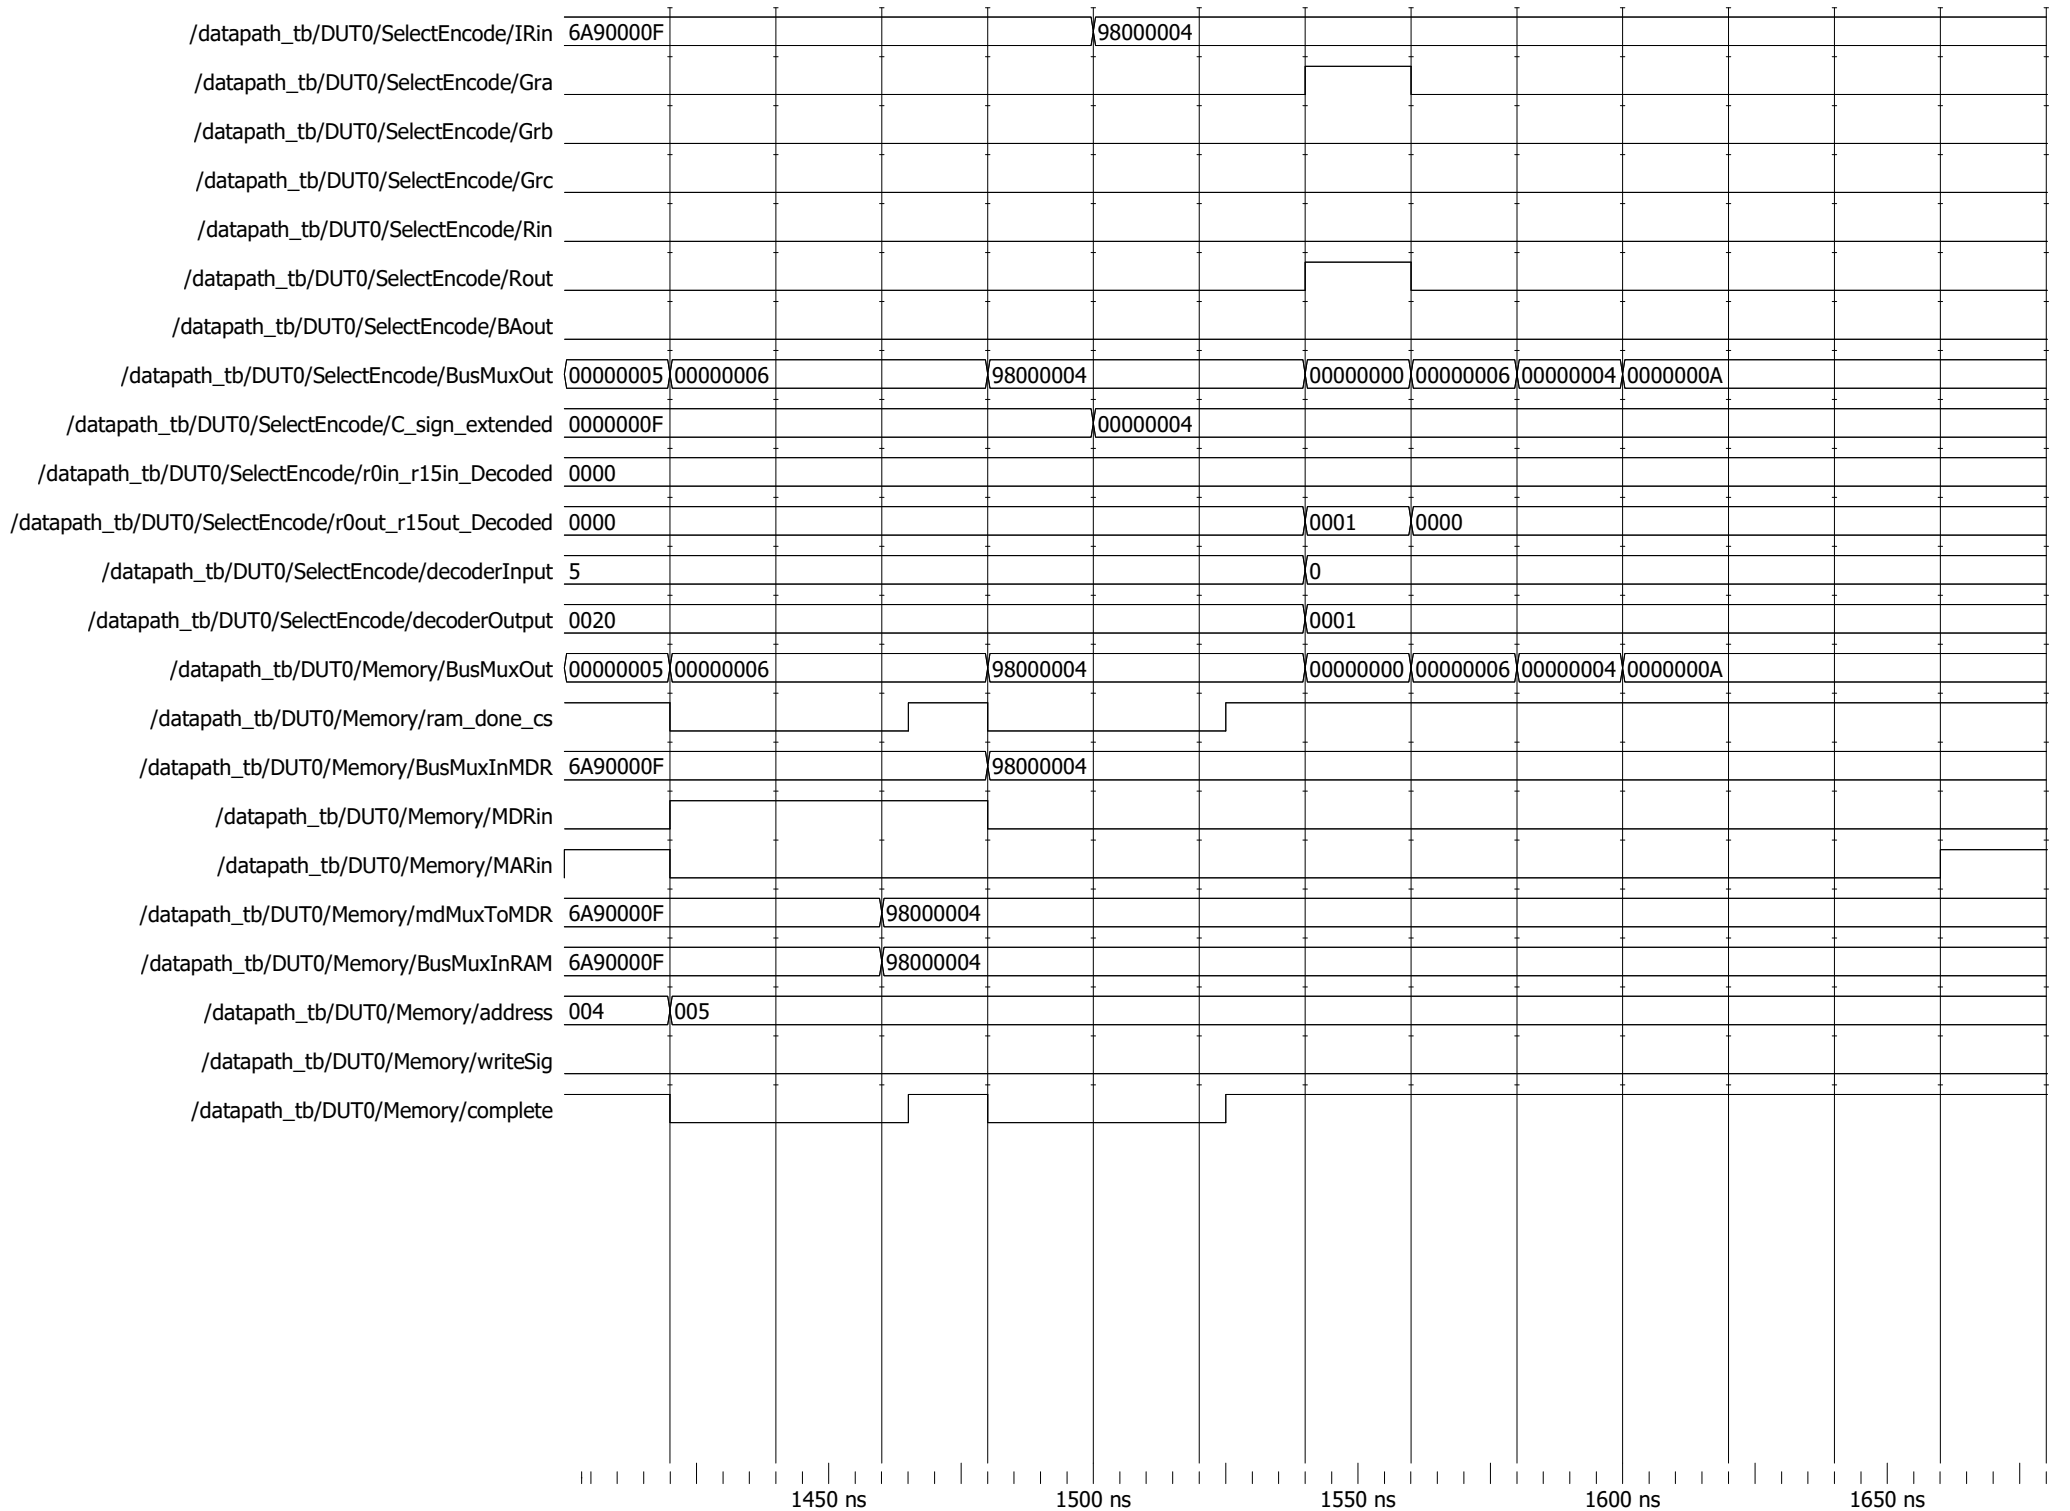 /datapath_tb/DUT0/SelectEncode/IRin 6A90000F 98000004
/datapath_tb/DUT0/SelectEncode/Gra
/datapath_tb/DUT0/SelectEncode/Grb
/datapath_tb/DUT0/SelectEncode/Grc
/datapath_tb/DUT0/SelectEncode/Rin
/datapath_tb/DUT0/SelectEncode/Rout
/datapath_tb/DUT0/SelectEncode/BAout
/datapath_tb/DUT0/SelectEncode/BusMuxOut 00000005 00000006 98000004 00000000 00000006 00000004 0000000A
/datapath_tb/DUT0/SelectEncode/C_sign_extended 0000000F 00000004
/datapath_tb/DUT0/SelectEncode/r0in_r15in_Decoded 0000
/datapath_tb/DUT0/SelectEncode/r0out_r15out_Decoded 0000 0001 0000
/datapath_tb/DUT0/SelectEncode/decoderInput 5 0
/datapath_tb/DUT0/SelectEncode/decoderOutput 0020 0001
/datapath_tb/DUT0/Memory/BusMuxOut 00000005 00000006 98000004 00000000 00000006 00000004 0000000A
/datapath_tb/DUT0/Memory/ram_done_cs
/datapath_tb/DUT0/Memory/BusMuxInMDR 6A90000F 98000004
/datapath_tb/DUT0/Memory/MDRin
/datapath_tb/DUT0/Memory/MARin
/datapath_tb/DUT0/Memory/mdMuxToMDR 6A90000F 98000004
/datapath_tb/DUT0/Memory/BusMuxInRAM 6A90000F 98000004
/datapath_tb/DUT0/Memory/address 004 005
/datapath_tb/DUT0/Memory/writeSig
/datapath_tb/DUT0/Memory/complete
1450 ns 1500 ns 1550 ns 1600 ns 1650 ns